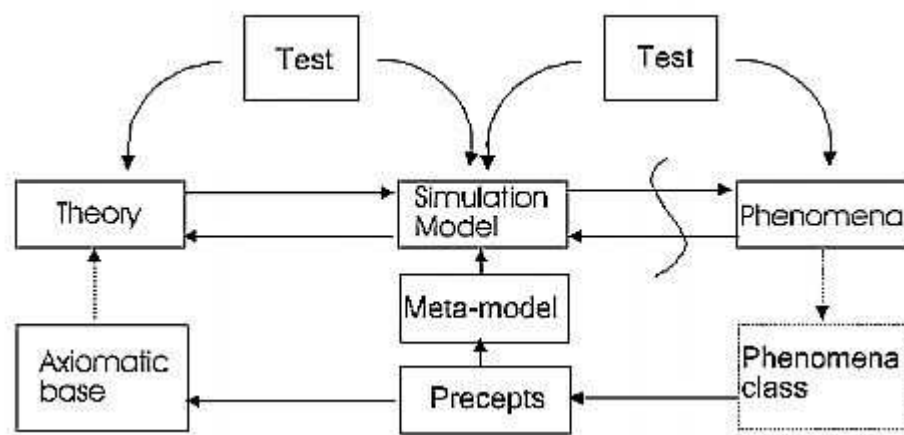 Test
Test
Theory
Simulation
Model
Phenomena
Meta-model
Axiomatic
base
Precepts
Phenomena
class